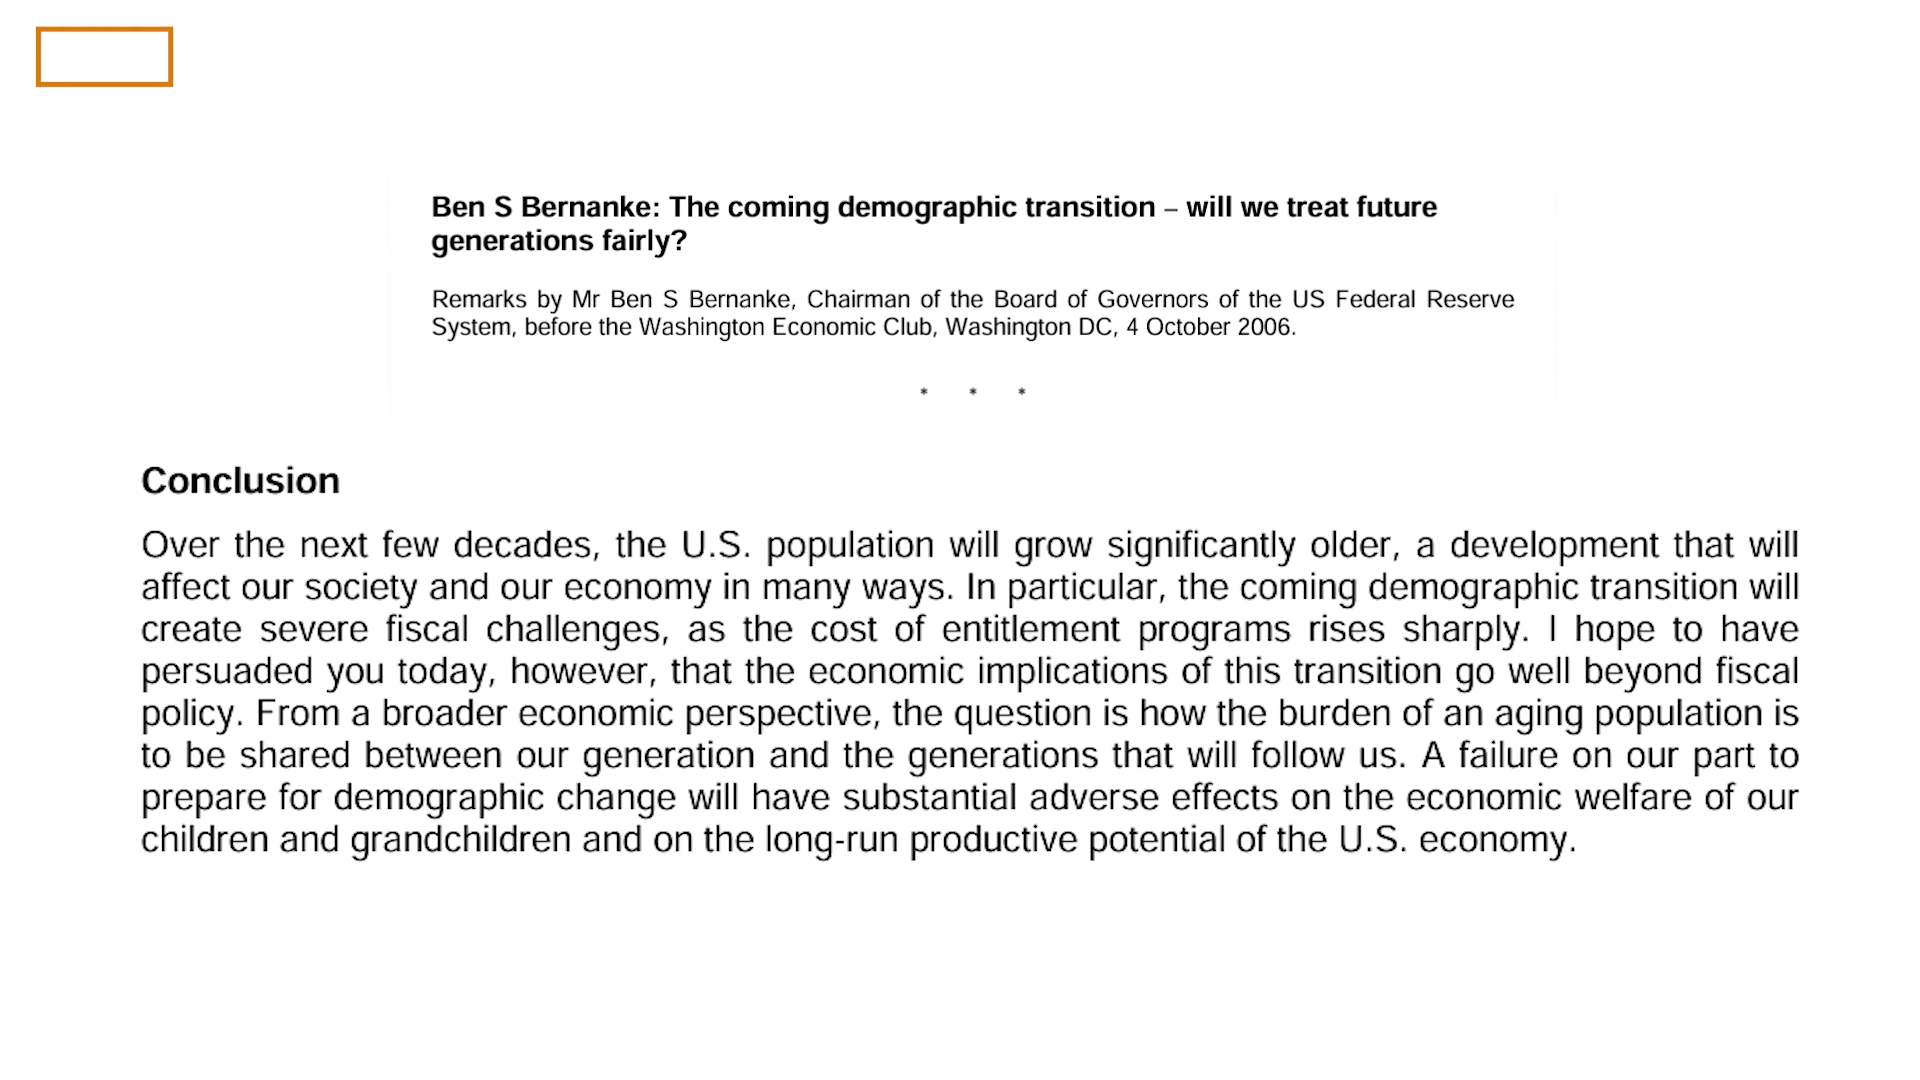 Ben S Bernanke: The coming demographic transition – will we treat future
generations fairly?
Remarks by Mr Ben S Bernanke, Chairman of the Board of Governors of the US Federal Reserve
System, before the Washington Economic Club, Washington DC, 4 October 2006.
* * *
Conclusion
Over the next few decades, the U.S. population will grow significantly older, a development that will
affect our society and our economy in many ways. In particular, the coming demographic transition will
create severe fiscal challenges, as the cost of entitlement programs rises sharply. I hope to have
persuaded you today, however, that the economic implications of this transition go well beyond fiscal
policy. From a broader economic perspective, the question is how the burden of an aging population is
to be shared between our generation and the generations that will follow us. A failure on our part to
prepare for demographic change will have substantial adverse effects on the economic welfare of our
children and grandchildren and on the long-run productive potential of the U.S. economy.